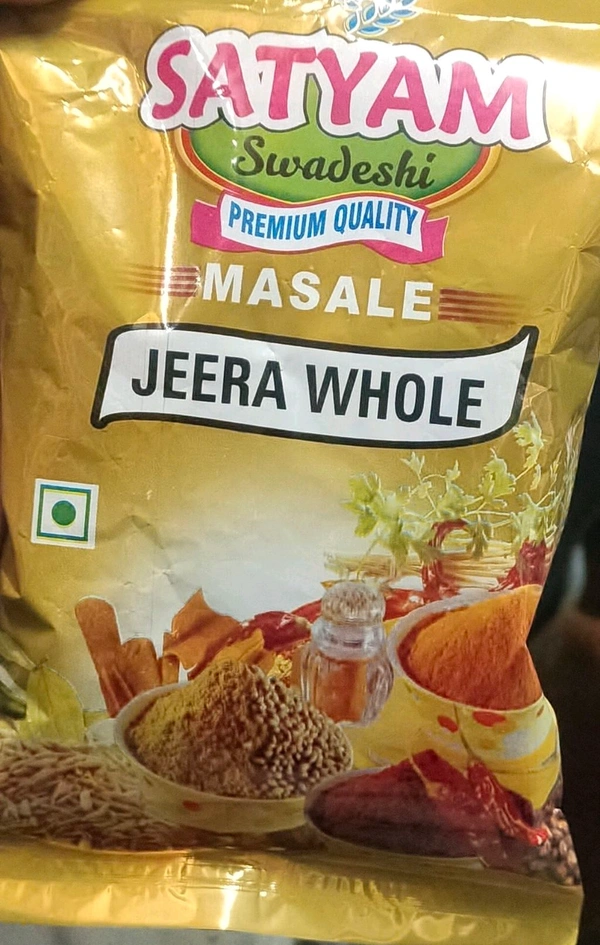 SATYAM
Swadeshi
PREMIUM QUALITY
MASALE
JEERA WHOLE